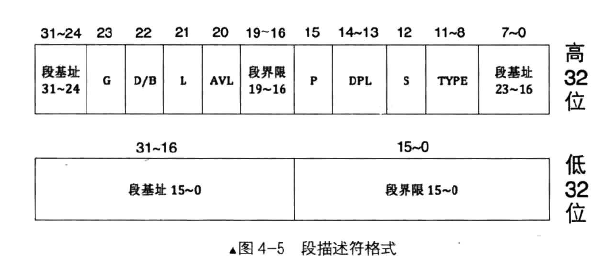 31~24 23 22 21 20 19~16 15 14~13 12 11~8 7~0
段基址 31~24 G D/B L AVL 段界限 19~16 P DPL S TYPE 段基址 23~16
高32位
31~16 15~0
段基址 15~0 段界限 15~0
低32位
▲图 4-5 段描述符格式